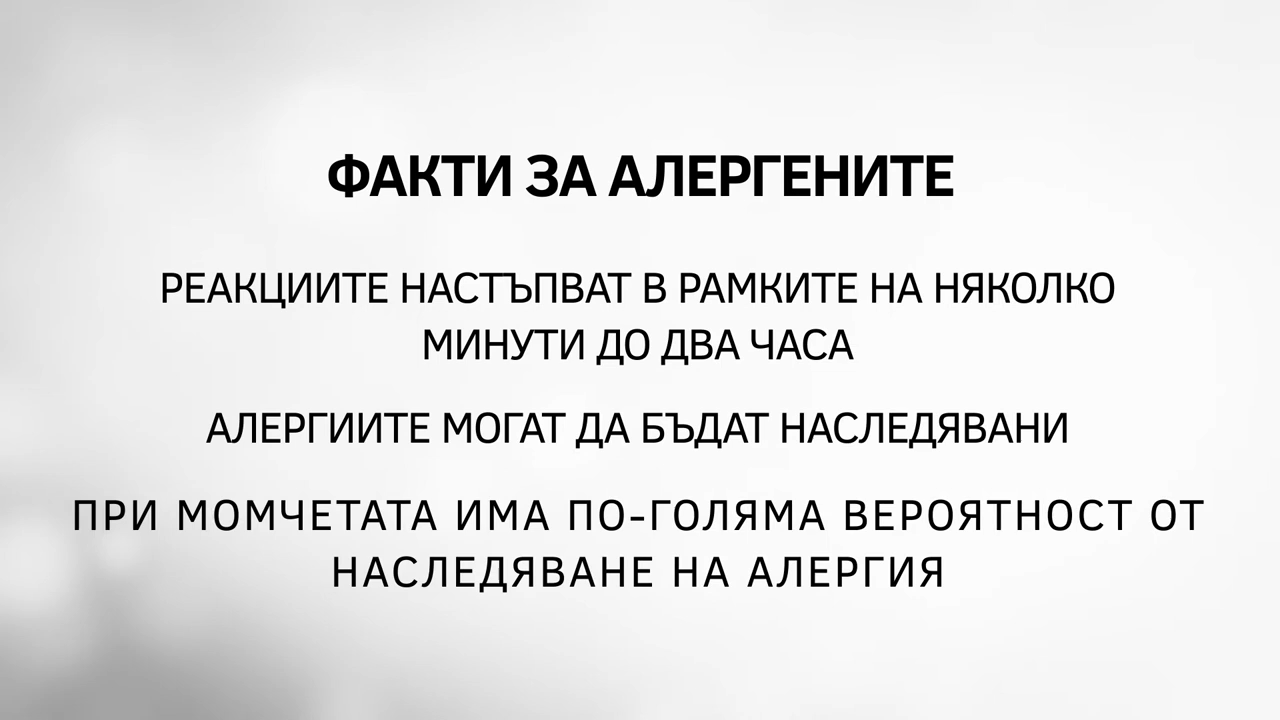 ФАКТИ ЗА АЛЕРГЕНИТЕ
РЕАКЦИИТЕ НАСТЪПВАТ В РАМКИТЕ НА НЯКОЛКО
МИНУТИ ДО ДВА ЧАСА
АЛЕРГИИТЕ МОГАТ ДА БЪДАТ НАСЛЕДЯВАНИ
ПРИ МОМЧЕТАТА ИМА ПО-ГОЛЯМА ВЕРОЯТНОСТ ОТ
НАСЛЕДЯВАНЕ НА АЛЕРГИЯ